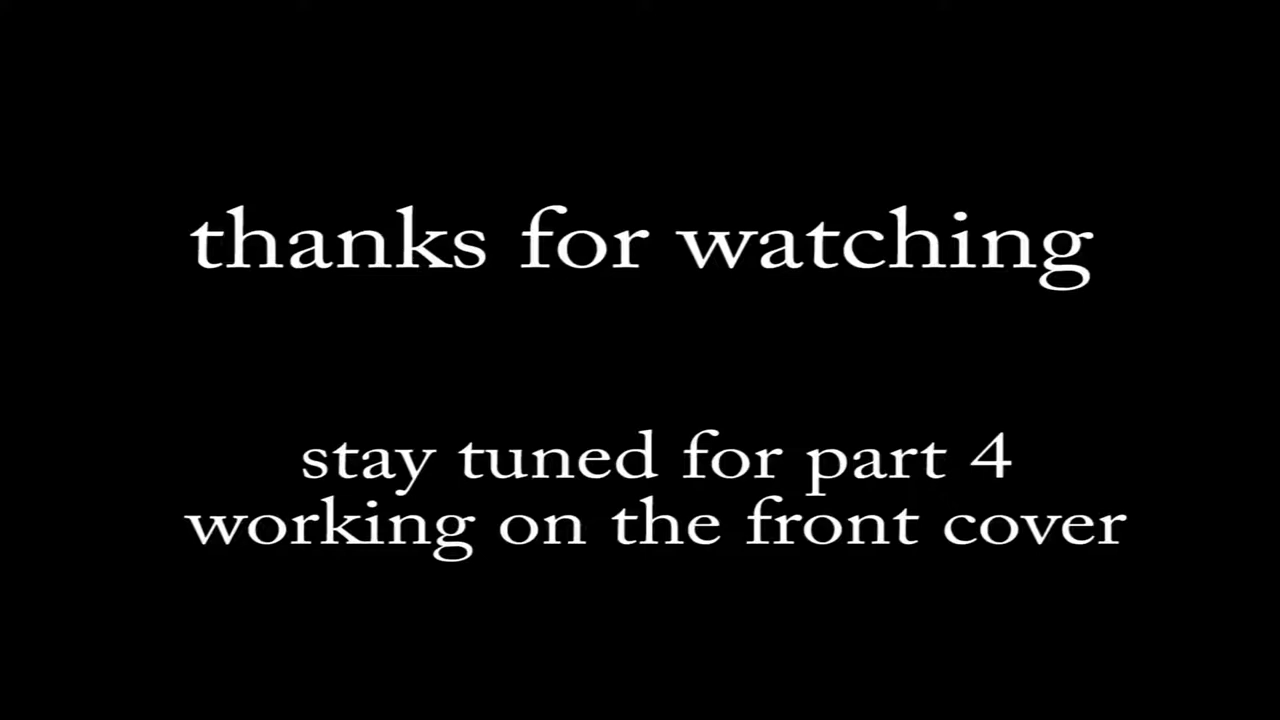 thanks for watching
stay tuned for part 4
working on the front cover